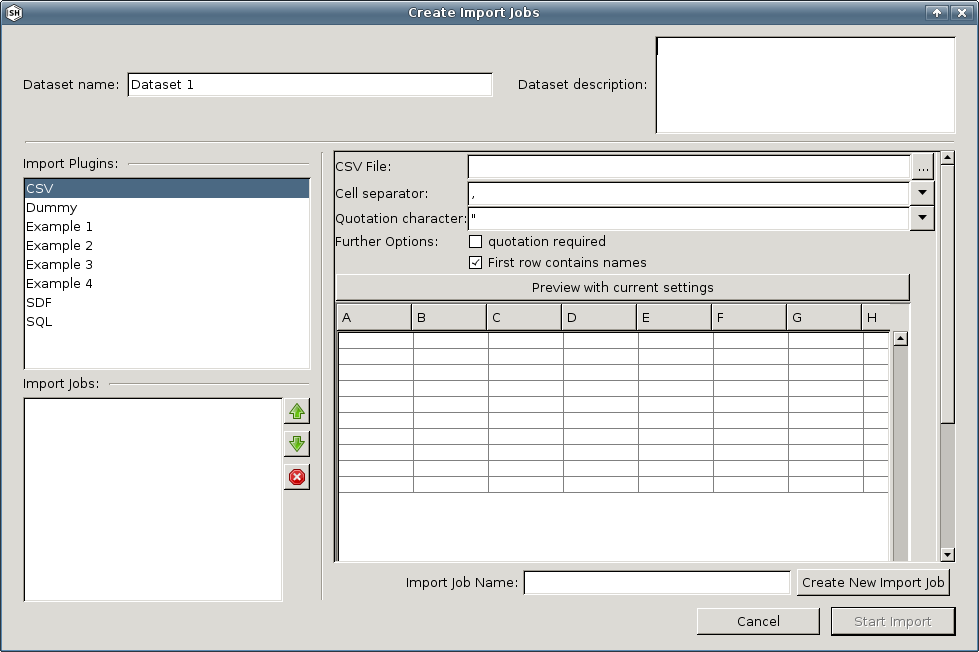 SH
Create Import Jobs
Dataset name: Dataset 1 Dataset description:
Import Plugins:
CSV
Dummy
Example 1
Example 2
Example 3
Example 4
SDF
SQL
Import Jobs:
CSV File: ...
Cell separator: ,
Quotation character: "
Further Options: quotation required
First row contains names
Preview with current settings
A B C D E F G H
Import Job Name: Create New Import Job
Cancel Start Import